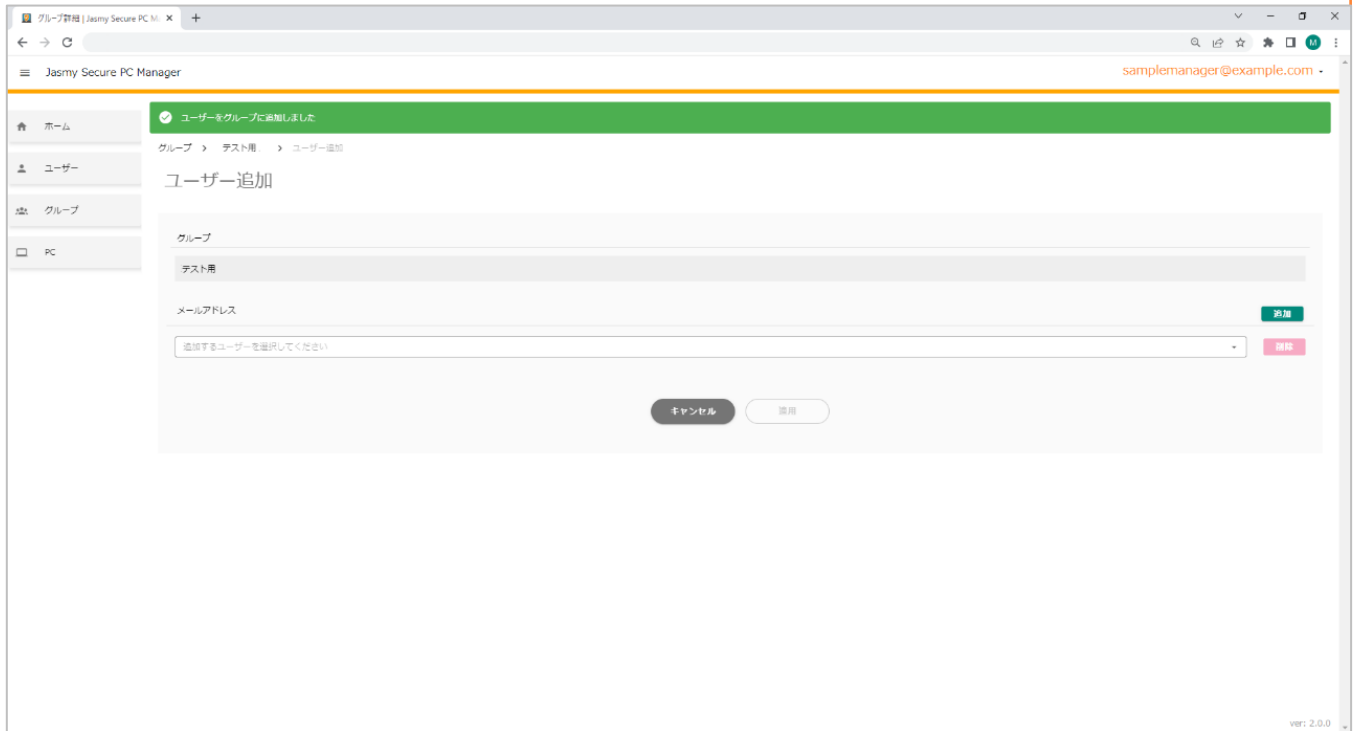 グループ詳細 | Jasmy Secure PC M
M
Jasmy Secure PC Manager
samplemanager@example.com
ホーム
ユーザーをグループに追加しました
グループ > テスト用 > ユーザー追加
ユーザー
ユーザー追加
グループ
グループ
PC
テスト用
メールアドレス
追加
追加するユーザーを選択してください
削除
キャンセル
適用
ver: 2.0.0